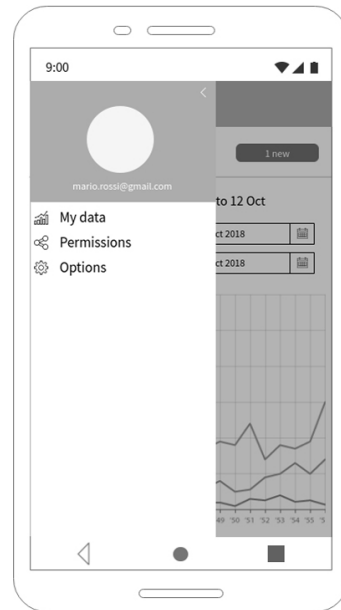 9:00
1 new
mario.rossi@gmail.com
My data
to 12 Oct
Permissions
ct 2018
Options
ct 2018
'50 '51 '52 '53 '54 '55 '5